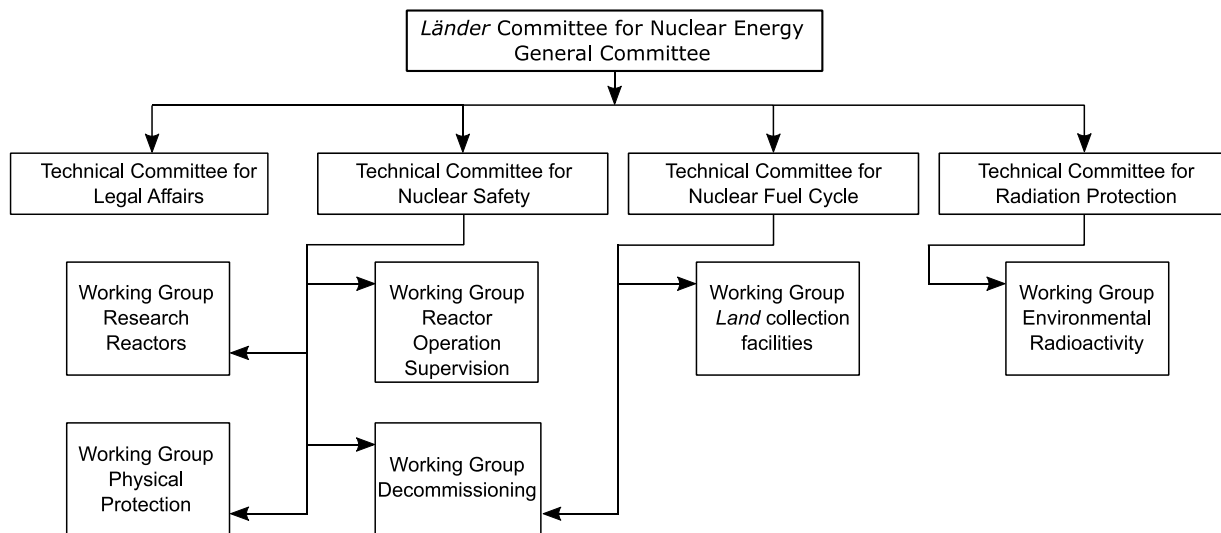 Länder Committee for Nuclear Energy
General Committee
Technical Committee for
Legal Affairs
Technical Committee for
Nuclear Safety
Technical Committee for
Nuclear Fuel Cycle
Technical Committee for
Radiation Protection
Working Group
Research
Reactors
Working Group
Reactor
Operation
Supervision
Working Group
Land collection
facilities
Working Group
Environmental
Radioactivity
Working Group
Physical
Protection
Working Group
Decommissioning